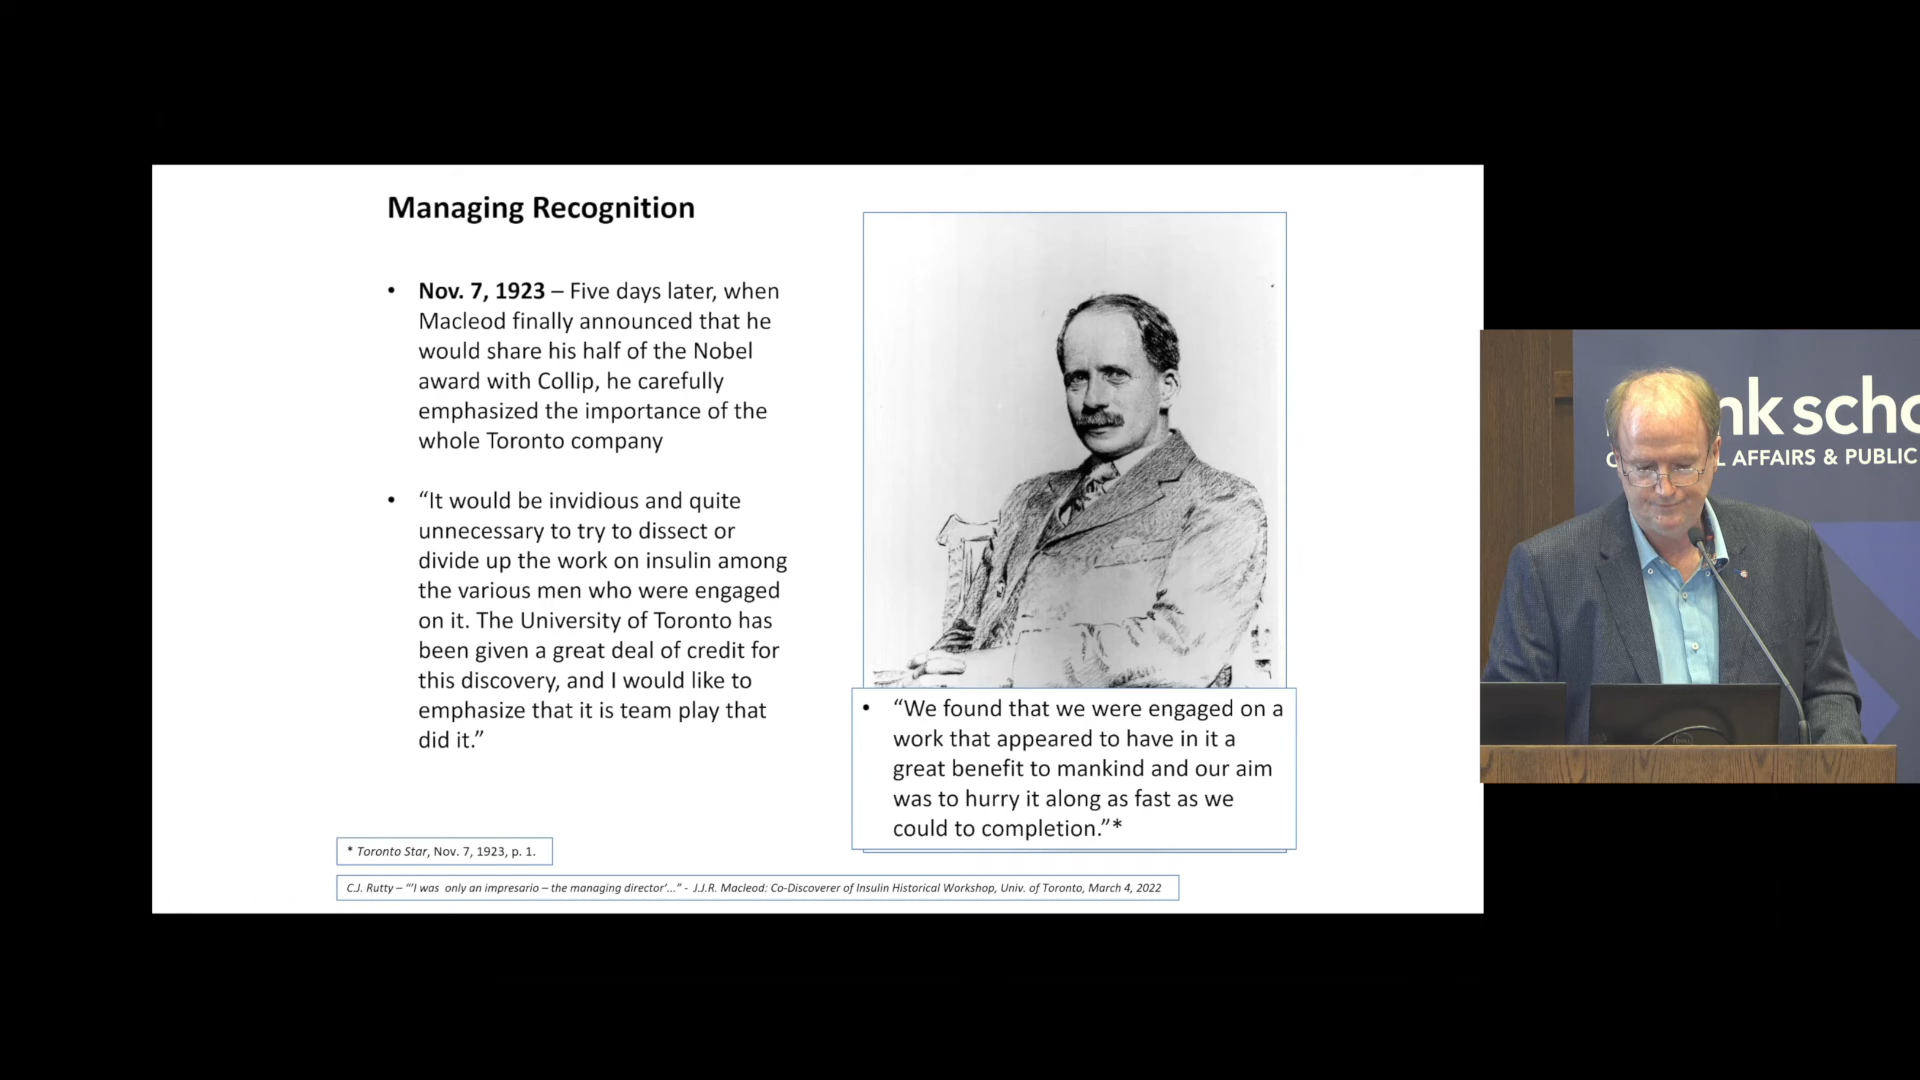 Managing Recognition
• Nov. 7, 1923 – Five days later, when
Macleod finally announced that he
would share his half of the Nobel
award with Collip, he carefully
emphasized the importance of the
whole Toronto company
• “It would be invidious and quite
unnecessary to try to dissect or
divide up the work on insulin among
the various men who were engaged
on it. The University of Toronto has
been given a great deal of credit for
this discovery, and I would like to
emphasize that it is team play that
did it.”
• “We found that we were engaged on a
work that appeared to have in it a
great benefit to mankind and our aim
was to hurry it along as fast as we
could to completion.”*
* Toronto Star, Nov. 7, 1923, p. 1.
C.J. Rutty – “‘I was only an impresario – the managing director’...” - J.J.R. Macleod: Co-Discoverer of Insulin Historical Workshop, Univ. of Toronto, March 4, 2022
nk scho
L AFFAIRS & PUBLIC